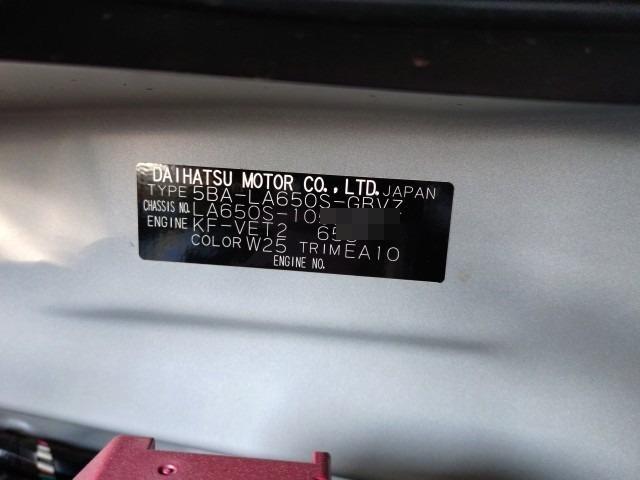 DAIHATSU MOTOR CO.,LTD. JAPAN
TYPE 5BA-LA650S-GBVZ
CHASSIS NO. LA650S-10
ENGINE KF-VET2
COLOR W25 TRIM EA10
ENGINE NO.